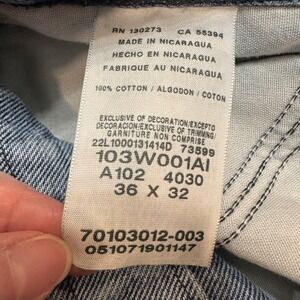 RN 130273 CA 55394
MADE IN NICARAGUA
HECHO EN NICARAGUA
FABRIQUE AU NICARAGUA
100% COTTON / ALGODON / COTON
EXCLUSIVE OF DECORATION/EXCEPTO
DECORACION/EXCLUSIVE OF TRIMMING/
GARNITURE NON COMPRISE
22L1000131414D 73599
103W001AI
A102 4030
36 X 32
70103012-003
051071901147